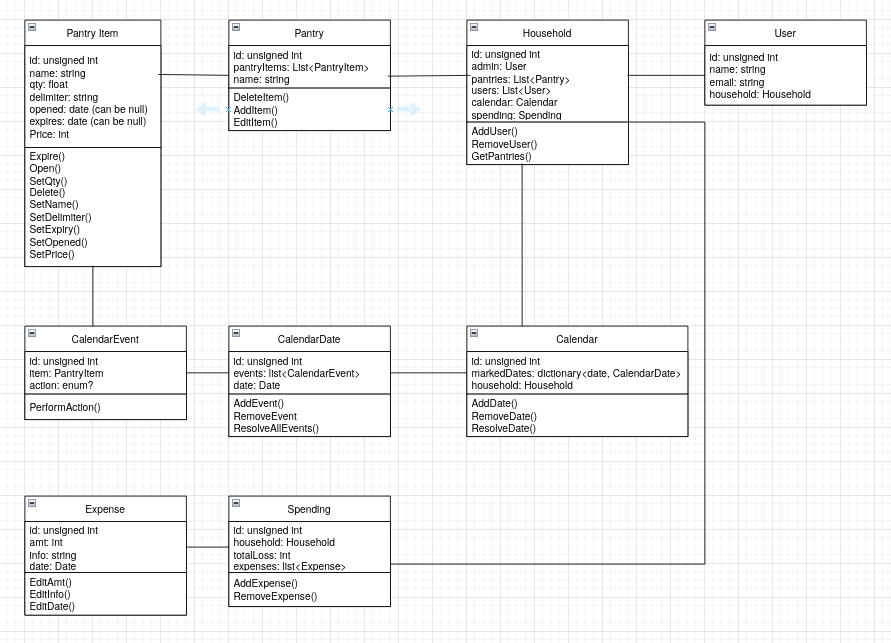 Pantry Item
id: unsigned int
name: string
qty: float
delimiter: string
opened: date (can be null)
expires: date (can be null)
Price: int
Expire()
Open()
SetQty()
Delete()
SetName()
SetDelimiter()
SetExpiry()
SetOpened()
SetPrice()
Pantry
id: unsigned int
pantryItems: List<PantryItem>
name: string
DeleteItem()
AddItem()
EditItem()
Household
id: unsigned int
admin: User
pantries: List<Pantry>
users: List<User>
calendar: Calendar
spending: Spending
AddUser()
RemoveUser()
GetPantries()
User
id: unsigned int
name: string
email: string
household: Household
CalendarEvent
id: unsigned int
item: PantryItem
action: enum?
PerformAction()
CalendarDate
id: unsigned int
events: list<CalendarEvent>
date: Date
AddEvent()
RemoveEvent
ResolveAllEvents()
Calendar
id: unsigned int
markedDates: dictionary<date, CalendarDate>
household: Household
AddDate()
RemoveDate()
ResolveDate()
Expense
id: unsigned int
amt: int
info: string
date: Date
EditAmt()
EditInfo()
EditDate()
Spending
id: unsigned int
household: Household
totalLoss: int
expenses: list<Expense>
AddExpense()
RemoveExpense()